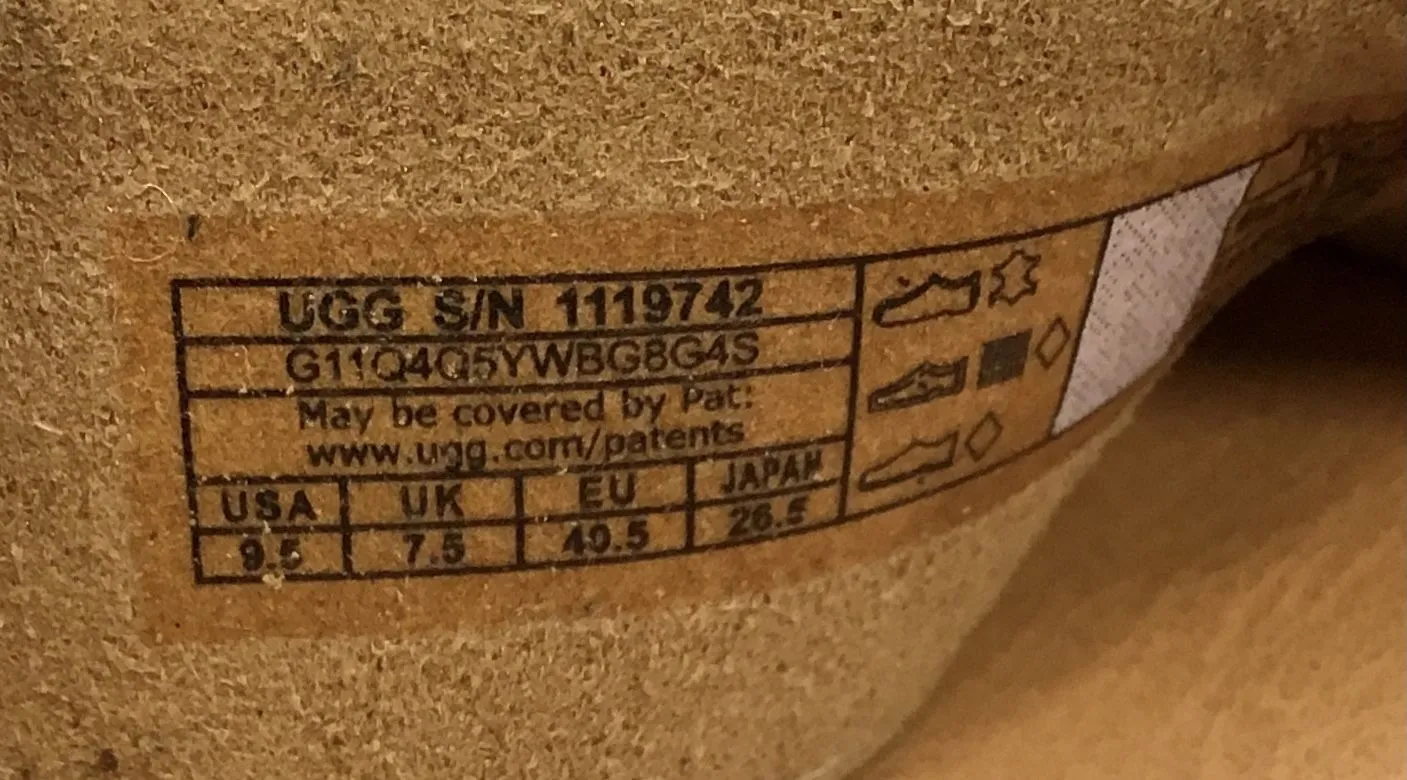 UGG S/N 1119742
G11Q4Q5YWBG8G4S
May be covered by Pat:
www.ugg.com/patents
USA UK EU JAPAN
9.5 7.5 40.5 26.5